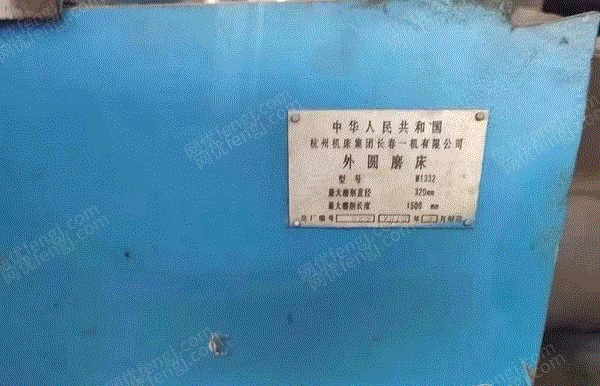 中华人民共和国
杭州机床集团长春一机有限公司
外圆磨床
型号 M1332
最大磨削直径 320mm
最大磨削长度 1500 mm
出厂编号 年 月制造